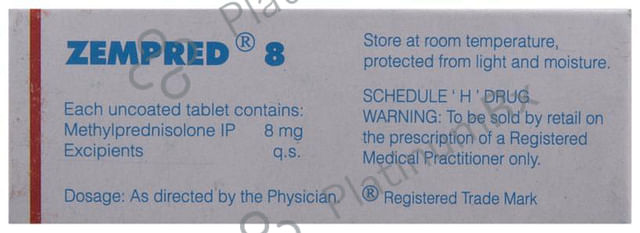 ZEMPRED ® 8
Each uncoated tablet contains:
Methylprednisolone IP 8 mg
Excipients q.s.
Dosage: As directed by the Physician.
Store at room temperature,
protected from light and moisture.
SCHEDULE ' H ' DRUG
WARNING: To be sold by retail on
the prescription of a Registered
Medical Practitioner only.
® Registered Trade Mark
PlatinumRx